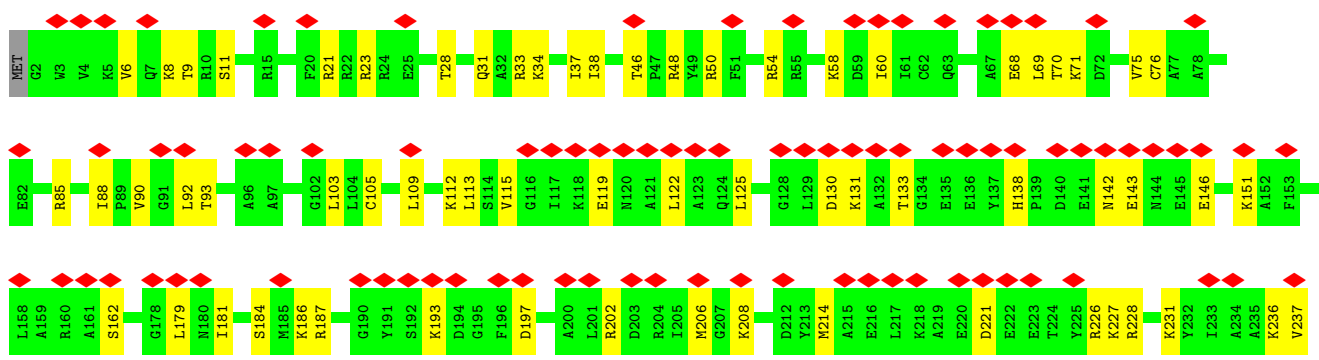 MET G2 W3 V4 K5 V6 Q7 K8 T9 R10 S11 R15 F20 R21 R22 R23 R24 E25 T28 Q31 A32 R33 K34 I37 I38 T46 P47 R48 Y49 R50 F51 R54 R55 K58 D59 I60 I61 C62 Q63 A67 E68 L69 T70 K71 D72 V75 C76 A77 A78
E82 R85 I88 P89 V90 G91 L92 T93 A96 A97 G102 L103 L104 C105 L109 K112 L113 S114 V115 G116 I117 K118 E119 N120 A121 L122 A123 Q124 L125 G128 L129 D130 K131 A132 T133 G134 E135 E136 Y137 H138 P139 D140 E141 N142 E143 N144 E145 E146 K151 A152 F153
L158 A159 R160 A161 S162 G178 L179 N180 I181 S184 M185 K186 R187 G190 Y191 S192 K193 D194 G195 F196 D197 A200 L201 R202 D203 R204 I205 M206 G207 K208 D212 Y213 M214 A215 E216 L217 K218 A219 E220 D221 E222 E223 T224 Y225 R226 K227 R228 K231 Y232 I233 A234 A235 K236 V237